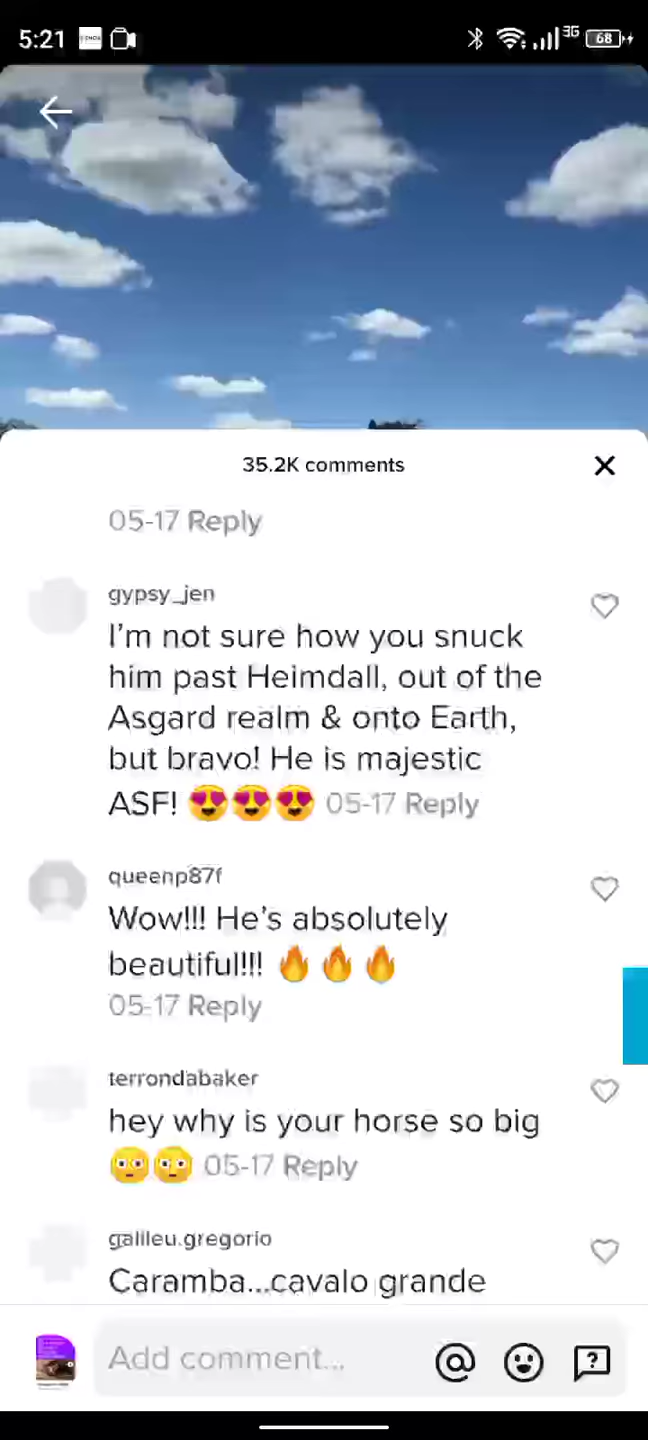 5:21
3G
68
35.2K comments
05-17 Reply
gypsy_jen
I'm not sure how you snuck
him past Heimdall, out of the
Asgard realm & onto Earth,
but bravo! He is majestic
ASF! 😍😍😍 05-17 Reply
queenp87f
Wow!!! He's absolutely
beautiful!!! 🔥🔥🔥
05-17 Reply
terrondabaker
hey why is your horse so big
🙄🙄 05-17 Reply
galileu.gregorio
Caramba...cavalo grande
Add comment...